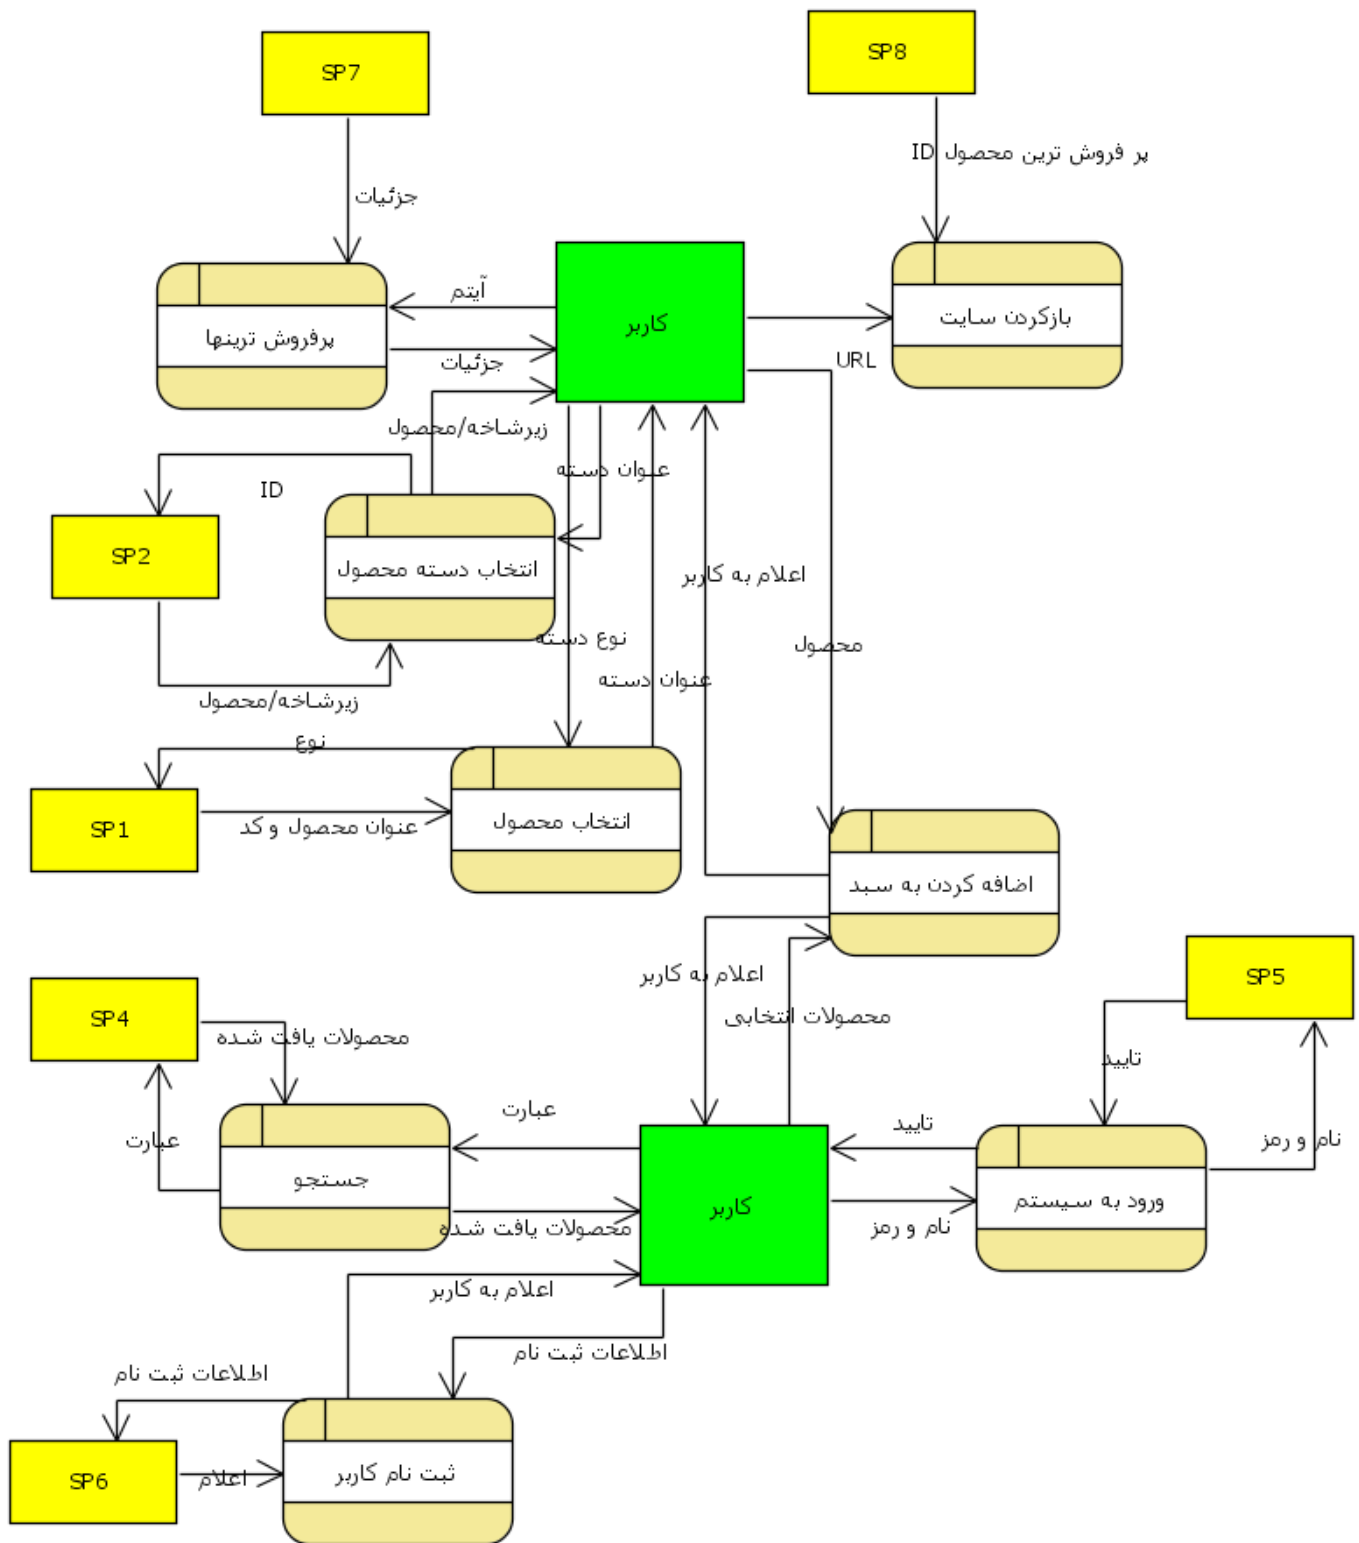 SP8
SP7
پر فروش ترین محصول ID
جزئیات
آیتم
کاربر
بازکردن سایت
پرفروش ترینها
جزئیات
URL
زیرشاخه/محصول
عنوان دسته
ID
SP2
انتخاب دسته محصول
اعلام به کاربر
نوع دسته
محصول
عنوان دسته
زیرشاخه/محصول
نوع
SP1
عنوان محصول و کد
انتخاب محصول
اضافه کردن به سبد
اعلام به کاربر
SP5
SP4
محصولات انتخابی
محصولات یافت شده
تایید
عبارت
تایید
عبارت
نام و رمز
جستجو
کاربر
ورود به سیستم
محصولات یافت شده
نام و رمز
اعلام به کاربر
اطلاعات ثبت نام
اطلاعات ثبت نام
SP6
اعلام
ثبت نام کاربر